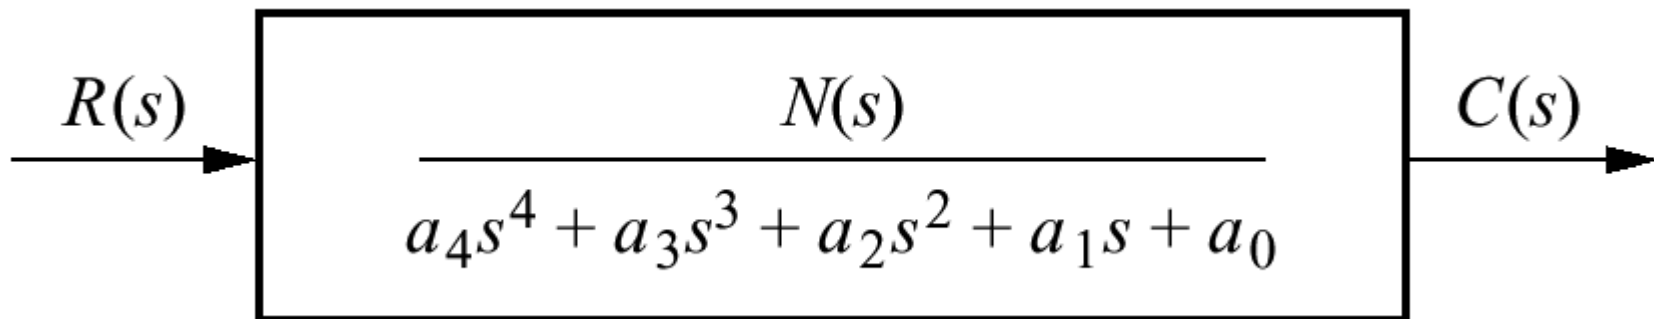 R(s)
N(s)
C(s)
a₄s⁴ + a₃s³ + a₂s² + a₁s + a₀